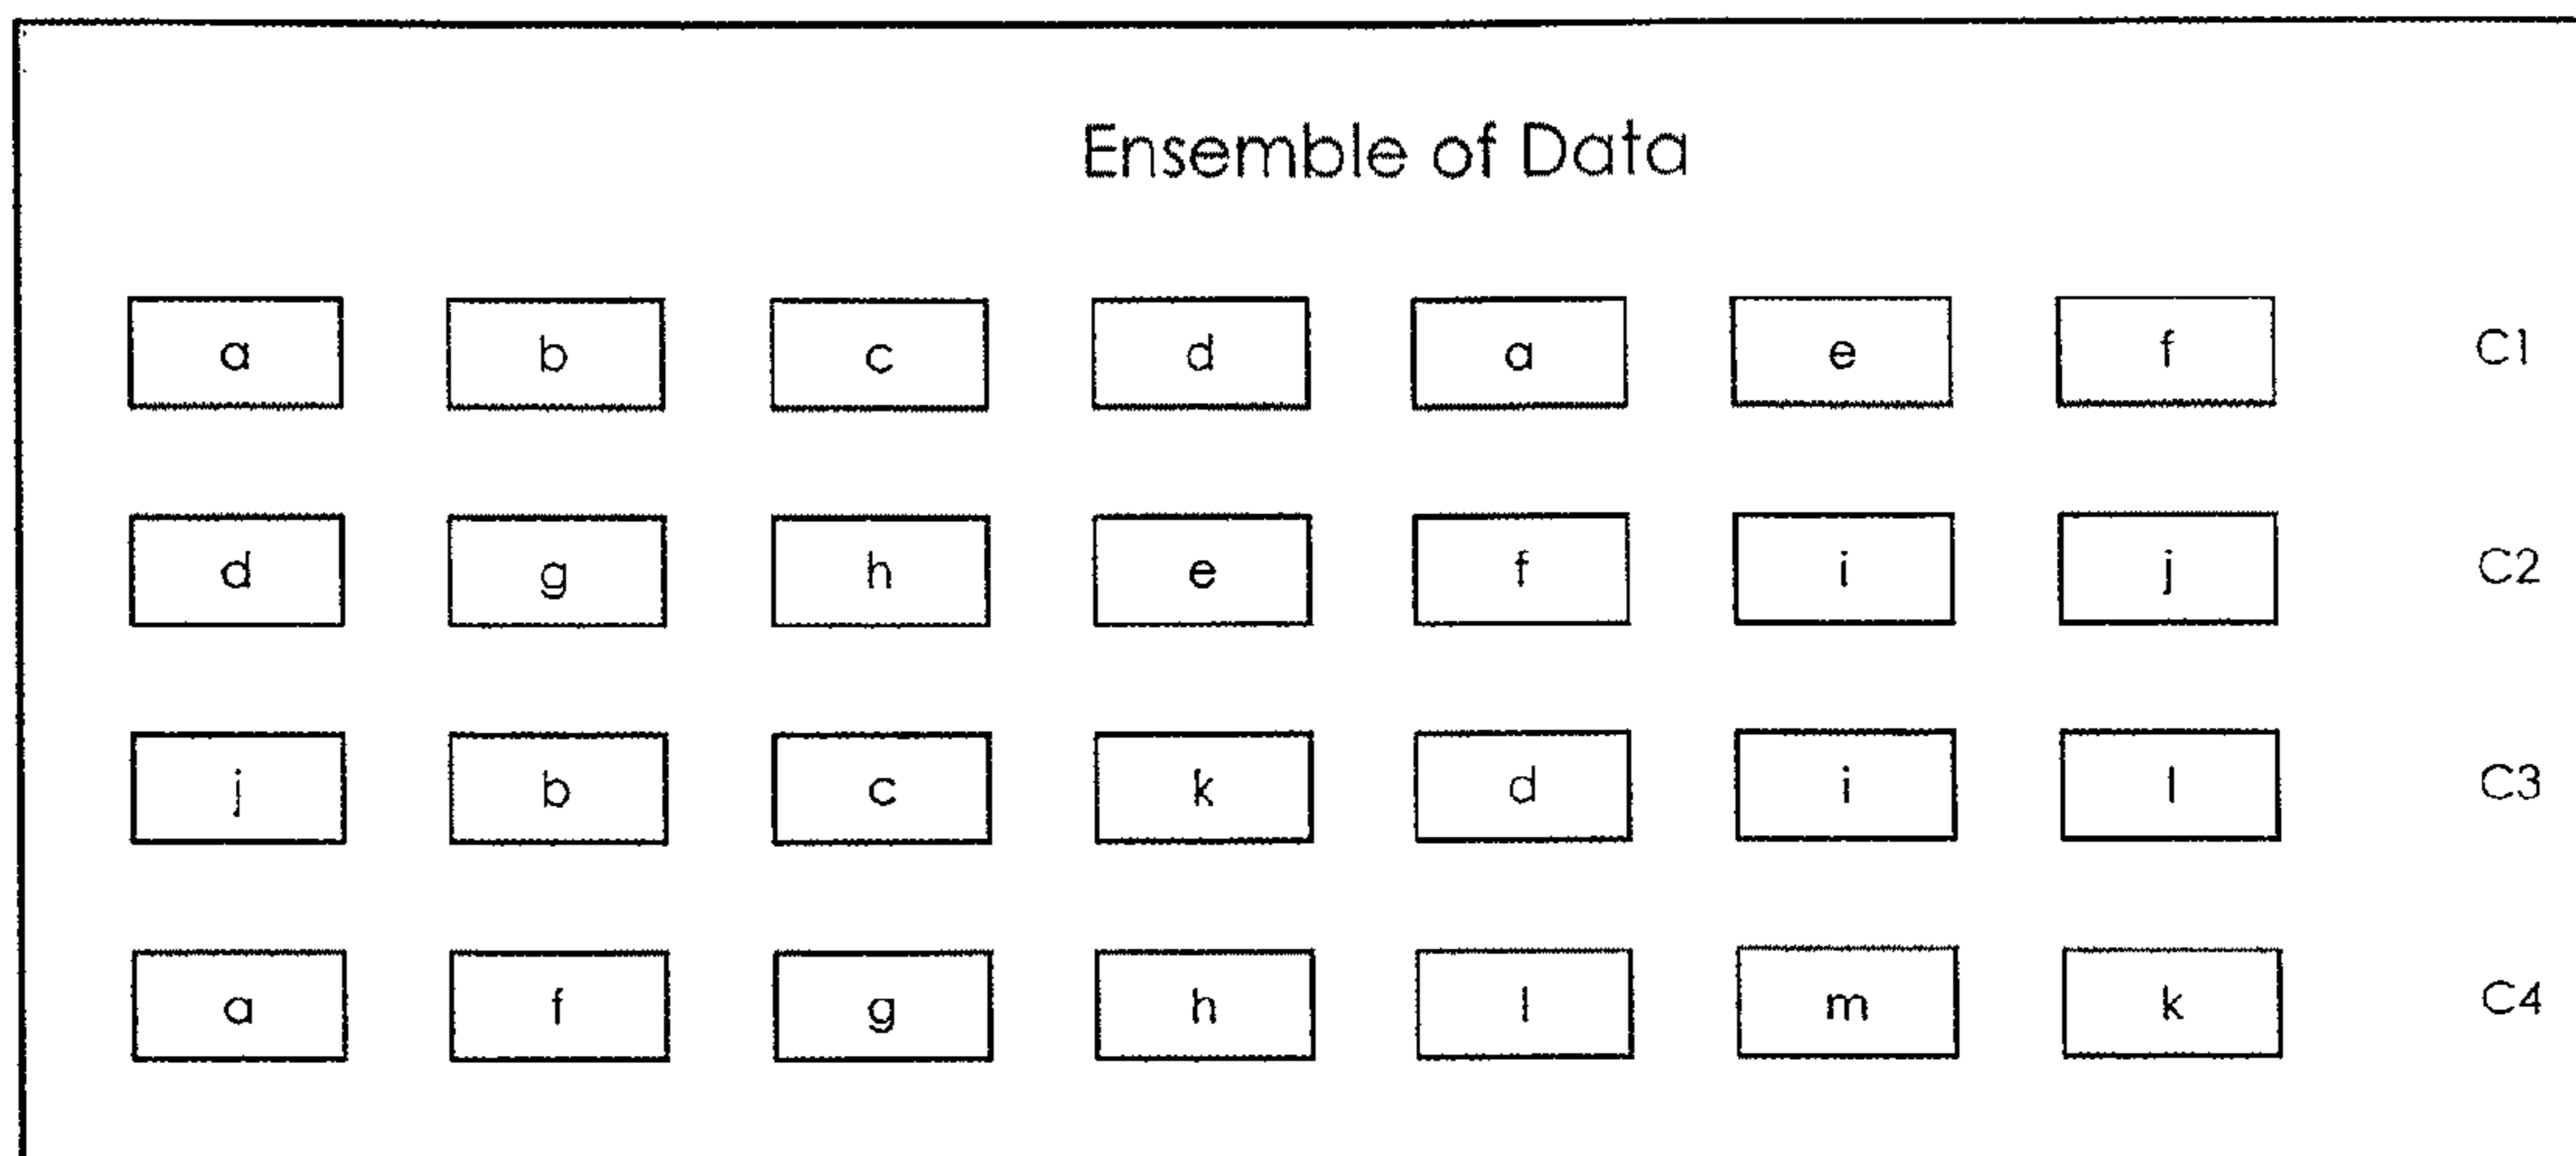 Ensemble of Data
a b c d a e f C1
d g h e f i j C2
j b c k d i l C3
a f g h l m k C4